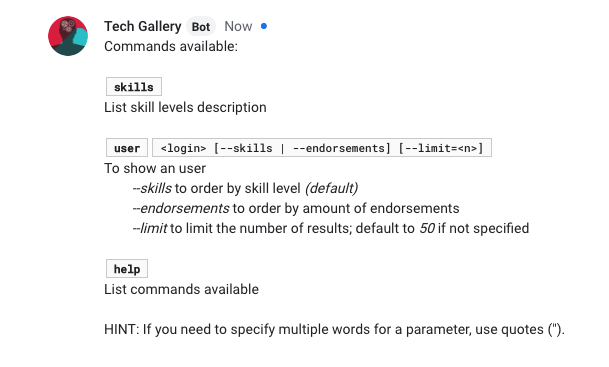 Tech Gallery Bot Now
Commands available:
skills
List skill levels description
user <login> [--skills | --endorsements] [--limit=<n>]
To show an user
--skills to order by skill level (default)
--endorsements to order by amount of endorsements
--limit to limit the number of results; default to 50 if not specified
help
List commands available
HINT: If you need to specify multiple words for a parameter, use quotes (").